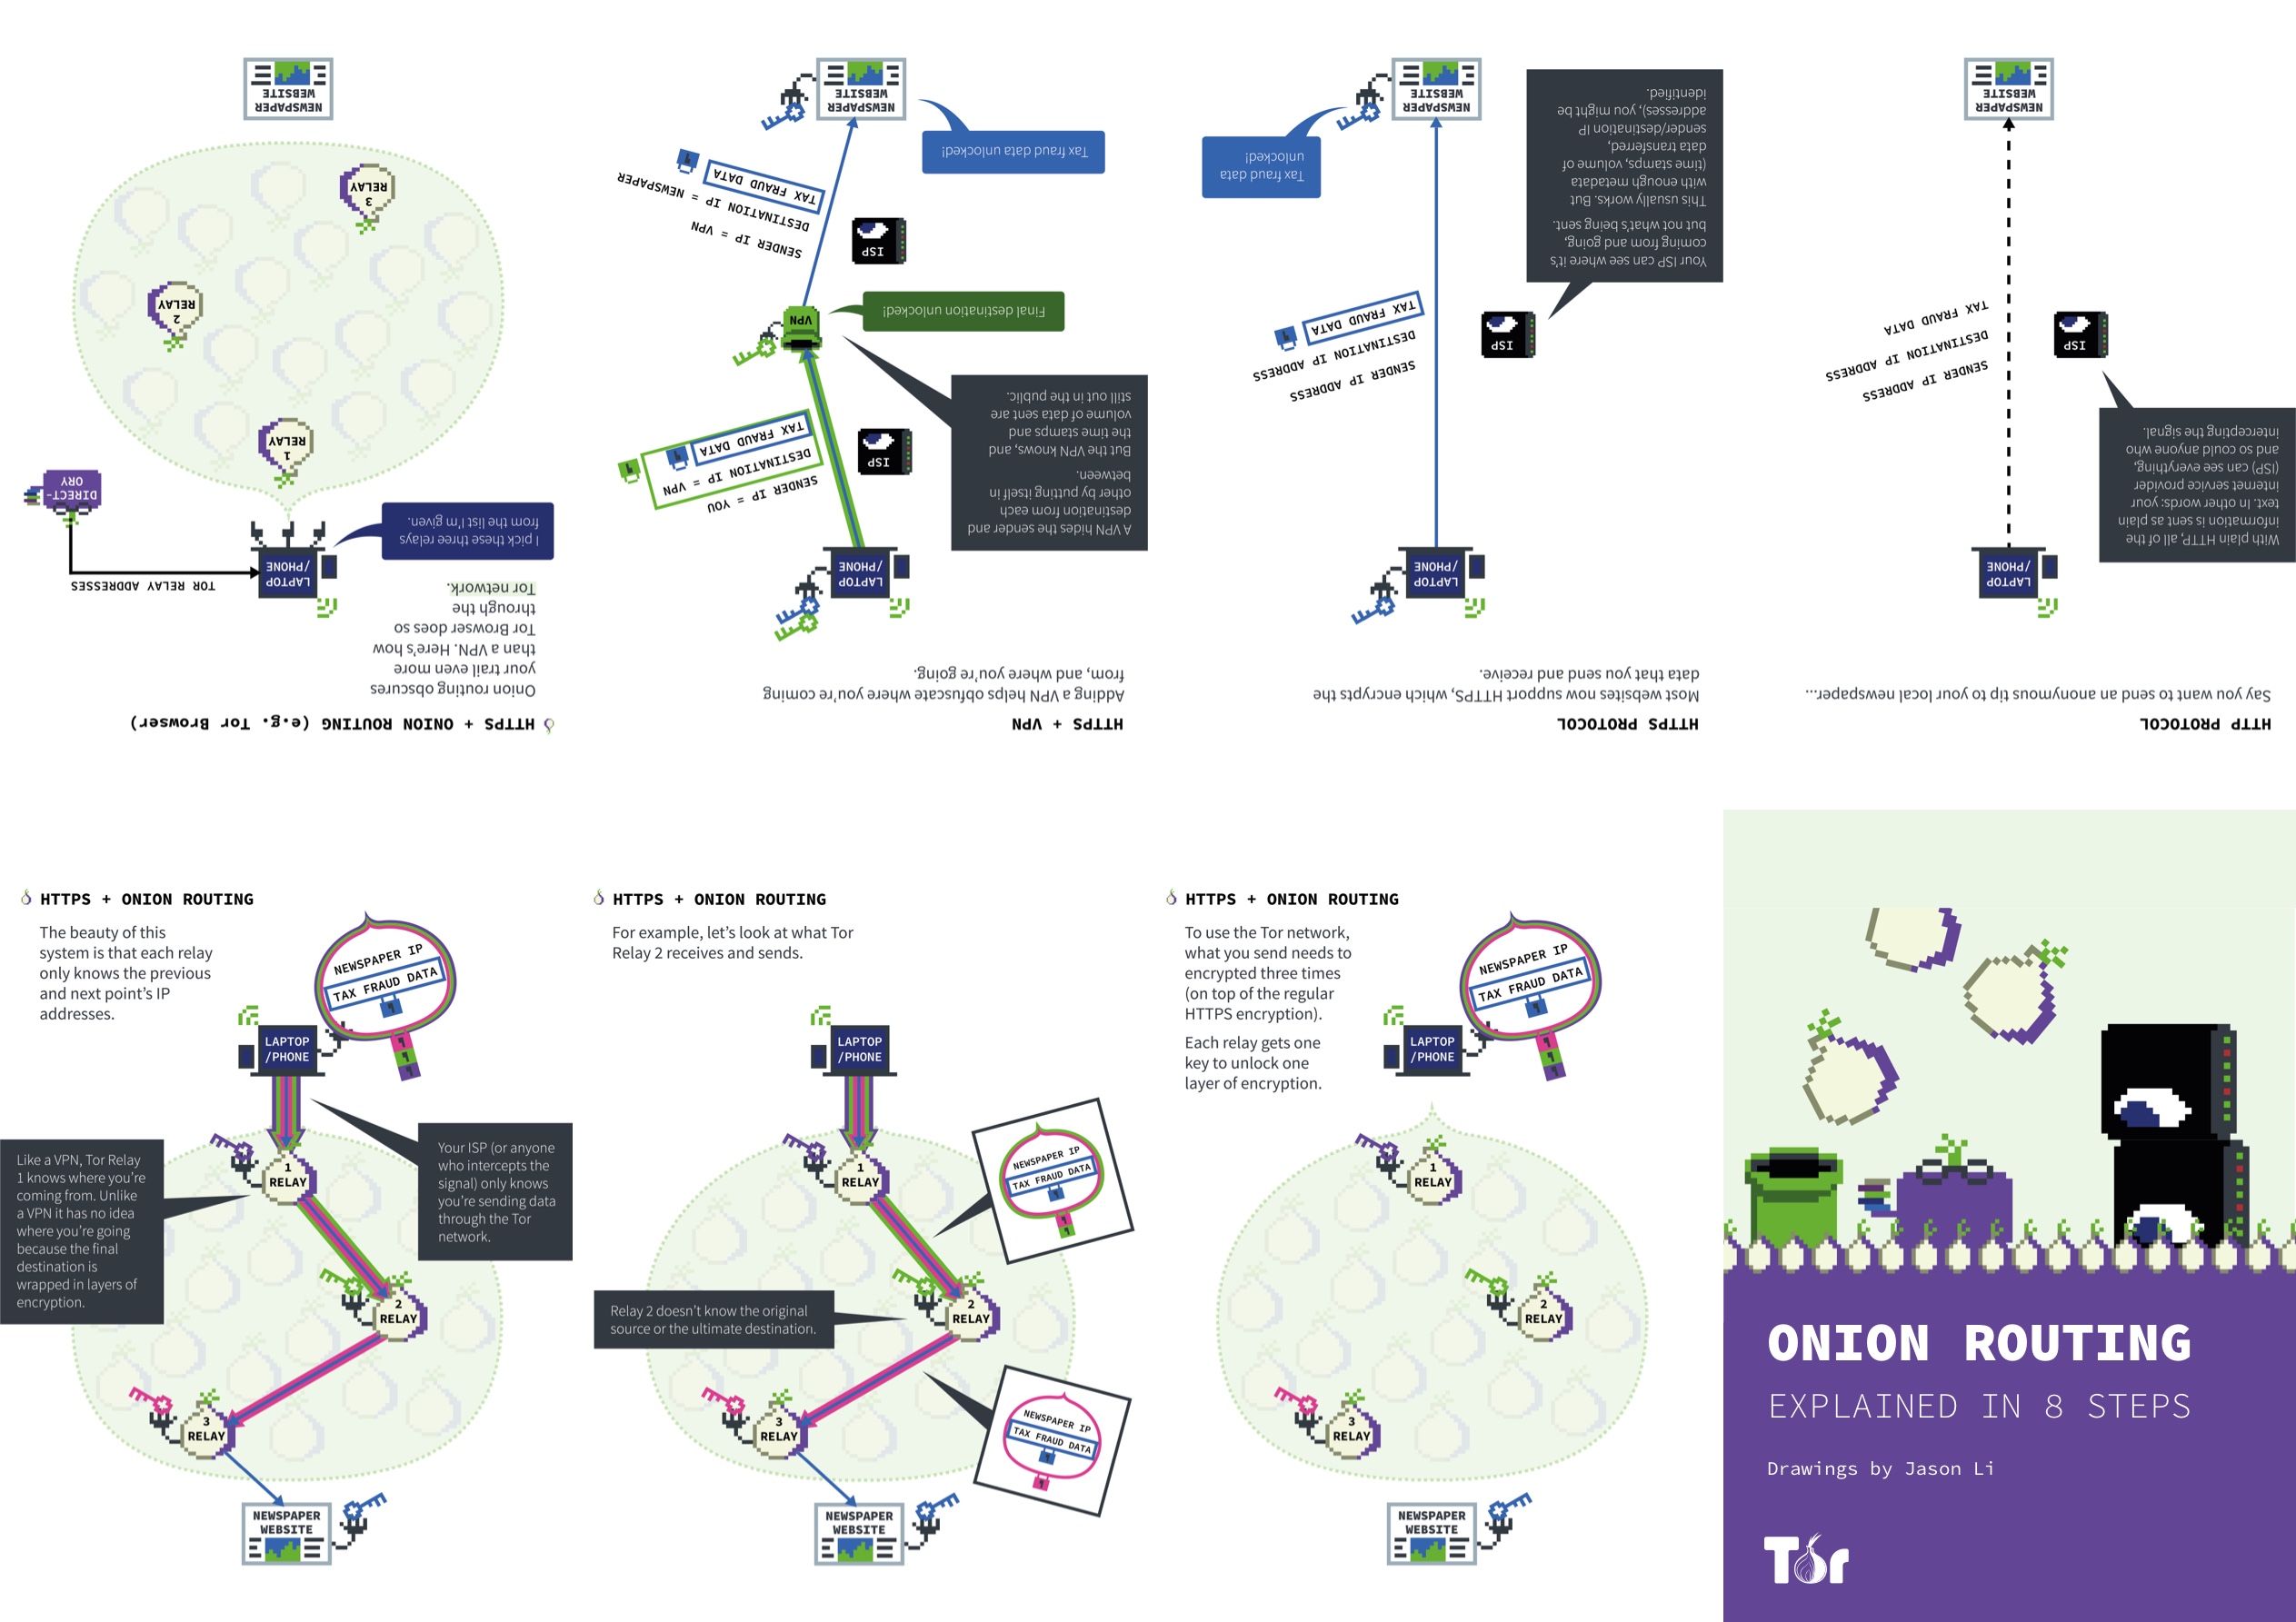 ONION ROUTING
EXPLAINED IN 8 STEPS
Drawings by Jason Li
Tor
HTTP PROTOCOL
Say you want to send an anonymous tip to your local newspaper...
LAPTOP
/PHONE
With plain HTTP, all of the
information is sent as plain
text. In other words: your
internet service provider
(ISP) can see everything,
and so could anyone who
intercepting the signal.
ISP
SENDER IP ADDRESS
DESTINATION IP ADDRESS
TAX FRAUD DATA
NEWSPAPER
WEBSITE
HTTPS PROTOCOL
Most websites now support HTTPS, which encrypts the
data that you send and receive.
LAPTOP
/PHONE
SENDER IP ADDRESS
DESTINATION IP ADDRESS
TAX FRAUD DATA
ISP
Your ISP can see where it's
coming from and going,
but not what's being sent.
This usually works. But
with enough metadata
(time stamps, volume of
data transferred,
sender/destination IP
addresses), you might be
identified.
Tax fraud data
unlocked!
NEWSPAPER
WEBSITE
HTTPS + VPN
Adding a VPN helps obfuscate where you're coming
from, and where you're going.
LAPTOP
/PHONE
A VPN hides the sender and
destination from each
other by putting itself in
between.
But the VPN knows, and
the time stamps and
volume of data sent are
still out in the public.
SENDER IP = YOU
DESTINATION IP = VPN
TAX FRAUD DATA
ISP
VPN
Final destination unlocked!
ISP
SENDER IP = VPN
DESTINATION IP = NEWSPAPER
TAX FRAUD DATA
Tax fraud data unlocked!
NEWSPAPER
WEBSITE
HTTPS + ONION ROUTING (e.g. Tor Browser)
Onion routing obscures
your trail even more
than a VPN. Here's how
Tor Browser does so
through the
Tor network.
TOR RELAY ADDRESSES
LAPTOP
/PHONE
I pick these three relays
from the list I'm given.
DIRECT-
ORY
1
RELAY
2
RELAY
3
RELAY
NEWSPAPER
WEBSITE
HTTPS + ONION ROUTING
The beauty of this
system is that each relay
only knows the previous
and next point's IP
addresses.
NEWSPAPER IP
TAX FRAUD DATA
LAPTOP
/PHONE
Your ISP (or anyone
who intercepts the
signal) only knows
you're sending data
through the Tor
network.
Like a VPN, Tor Relay
1 knows where you're
coming from. Unlike
a VPN it has no idea
where you're going
because the final
destination is
wrapped in layers of
encryption.
1
RELAY
2
RELAY
3
RELAY
NEWSPAPER
WEBSITE
HTTPS + ONION ROUTING
For example, let's look at what Tor
Relay 2 receives and sends.
LAPTOP
/PHONE
1
RELAY
NEWSPAPER IP
TAX FRAUD DATA
2
RELAY
Relay 2 doesn't know the original
source or the ultimate destination.
3
RELAY
NEWSPAPER IP
TAX FRAUD DATA
NEWSPAPER
WEBSITE
HTTPS + ONION ROUTING
To use the Tor network,
what you send needs to
encrypted three times
(on top of the regular
HTTPS encryption).
Each relay gets one
key to unlock one
layer of encryption.
NEWSPAPER IP
TAX FRAUD DATA
LAPTOP
/PHONE
1
RELAY
2
RELAY
3
RELAY
NEWSPAPER
WEBSITE